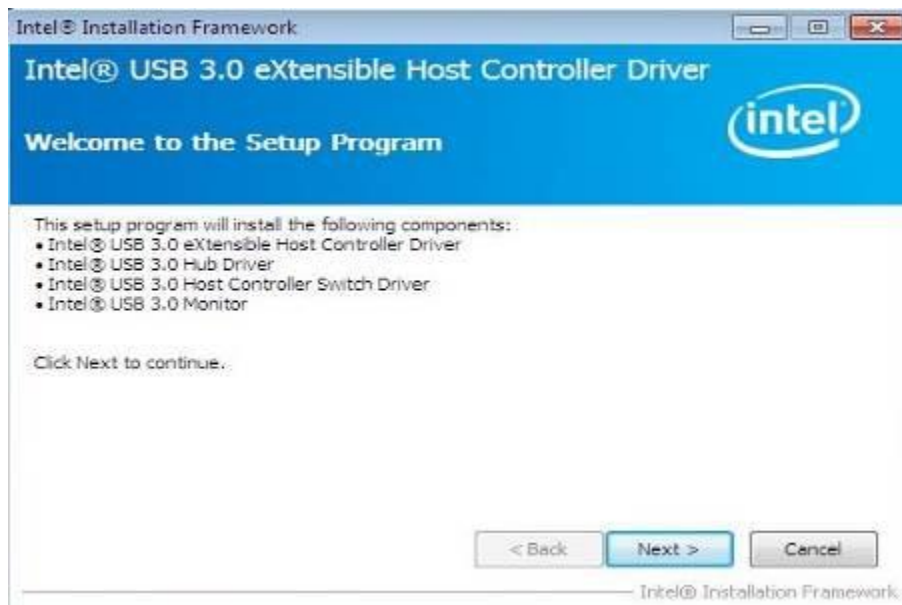 Intel® Installation Framework
Intel® USB 3.0 eXtensible Host Controller Driver
intel
Welcome to the Setup Program
This setup program will install the following components:
• Intel® USB 3.0 eXtensible Host Controller Driver
• Intel® USB 3.0 Hub Driver
• Intel® USB 3.0 Host Controller Switch Driver
• Intel® USB 3.0 Monitor
Click Next to continue.
< Back Next > Cancel
Intel® Installation Framework